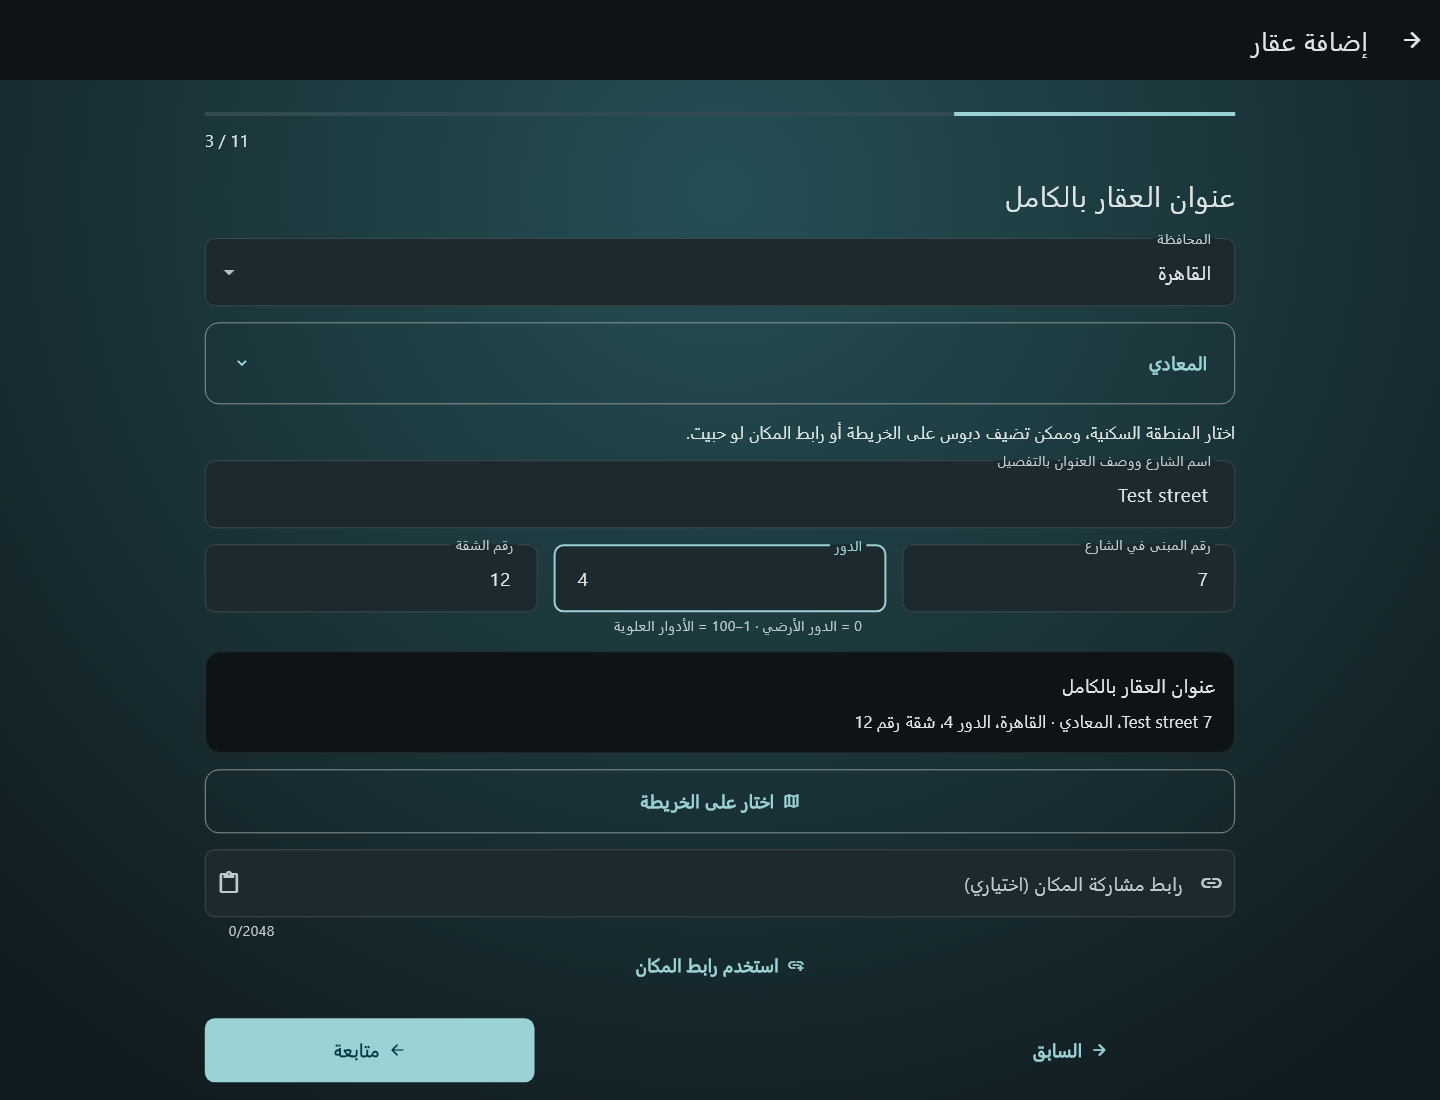 إضافة عقار
3 / 11
عنوان العقار بالكامل
المحافظة
القاهرة
المعادي
اختار المنطقة السكنية، وممكن تضيف دبوس على الخريطة أو رابط المكان لو حبيت.
اسم الشارع ووصف العنوان بالتفصيل
Test street
رقم المبنى في الشارع
7
الدور
4
0 = الدور الأرضي · 1–100 = الأدوار العلوية
رقم الشقة
12
عنوان العقار بالكامل
7 Test street، المعادي · القاهرة، الدور 4، شقة رقم 12
اختار على الخريطة
رابط مشاركة المكان (اختياري)
0/2048
استخدم رابط المكان
السابق
متابعة